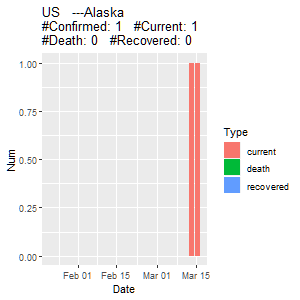 US   ---Alaska
#Confirmed: 1   #Current: 1
#Death: 0   #Recovered: 0
1.00
0.75
0.50
0.25
0.00
Num
Feb 01
Feb 15
Mar 01
Mar 15
Date
Type
current
death
recovered